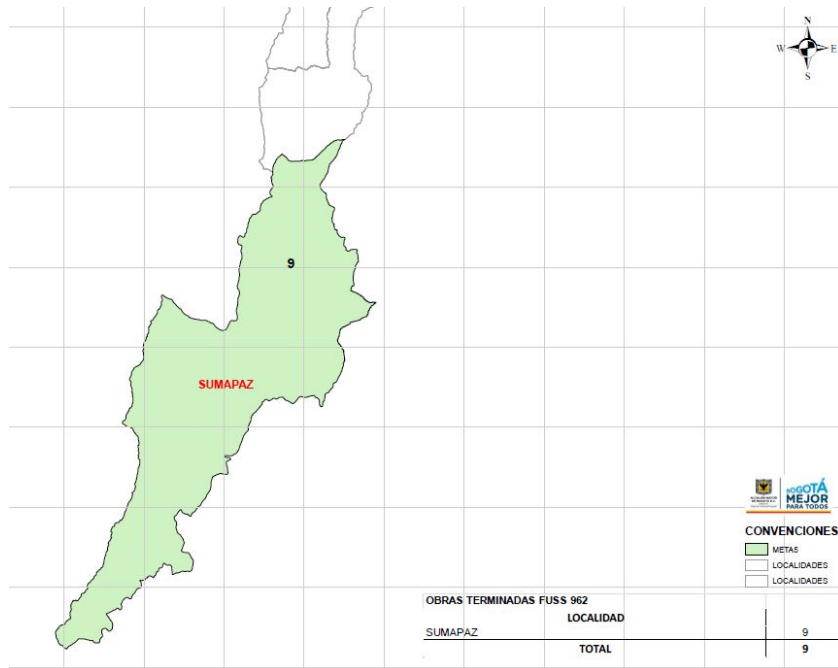 N
W E
S
9
SUMAPAZ
BOGOTÁ
MEJOR
PARA TODOS
CONVENCIONES
METAS
LOCALIDADES
LOCALIDADES
OBRAS TERMINADAS FUSS 962
LOCALIDAD
SUMAPAZ 9
TOTAL 9